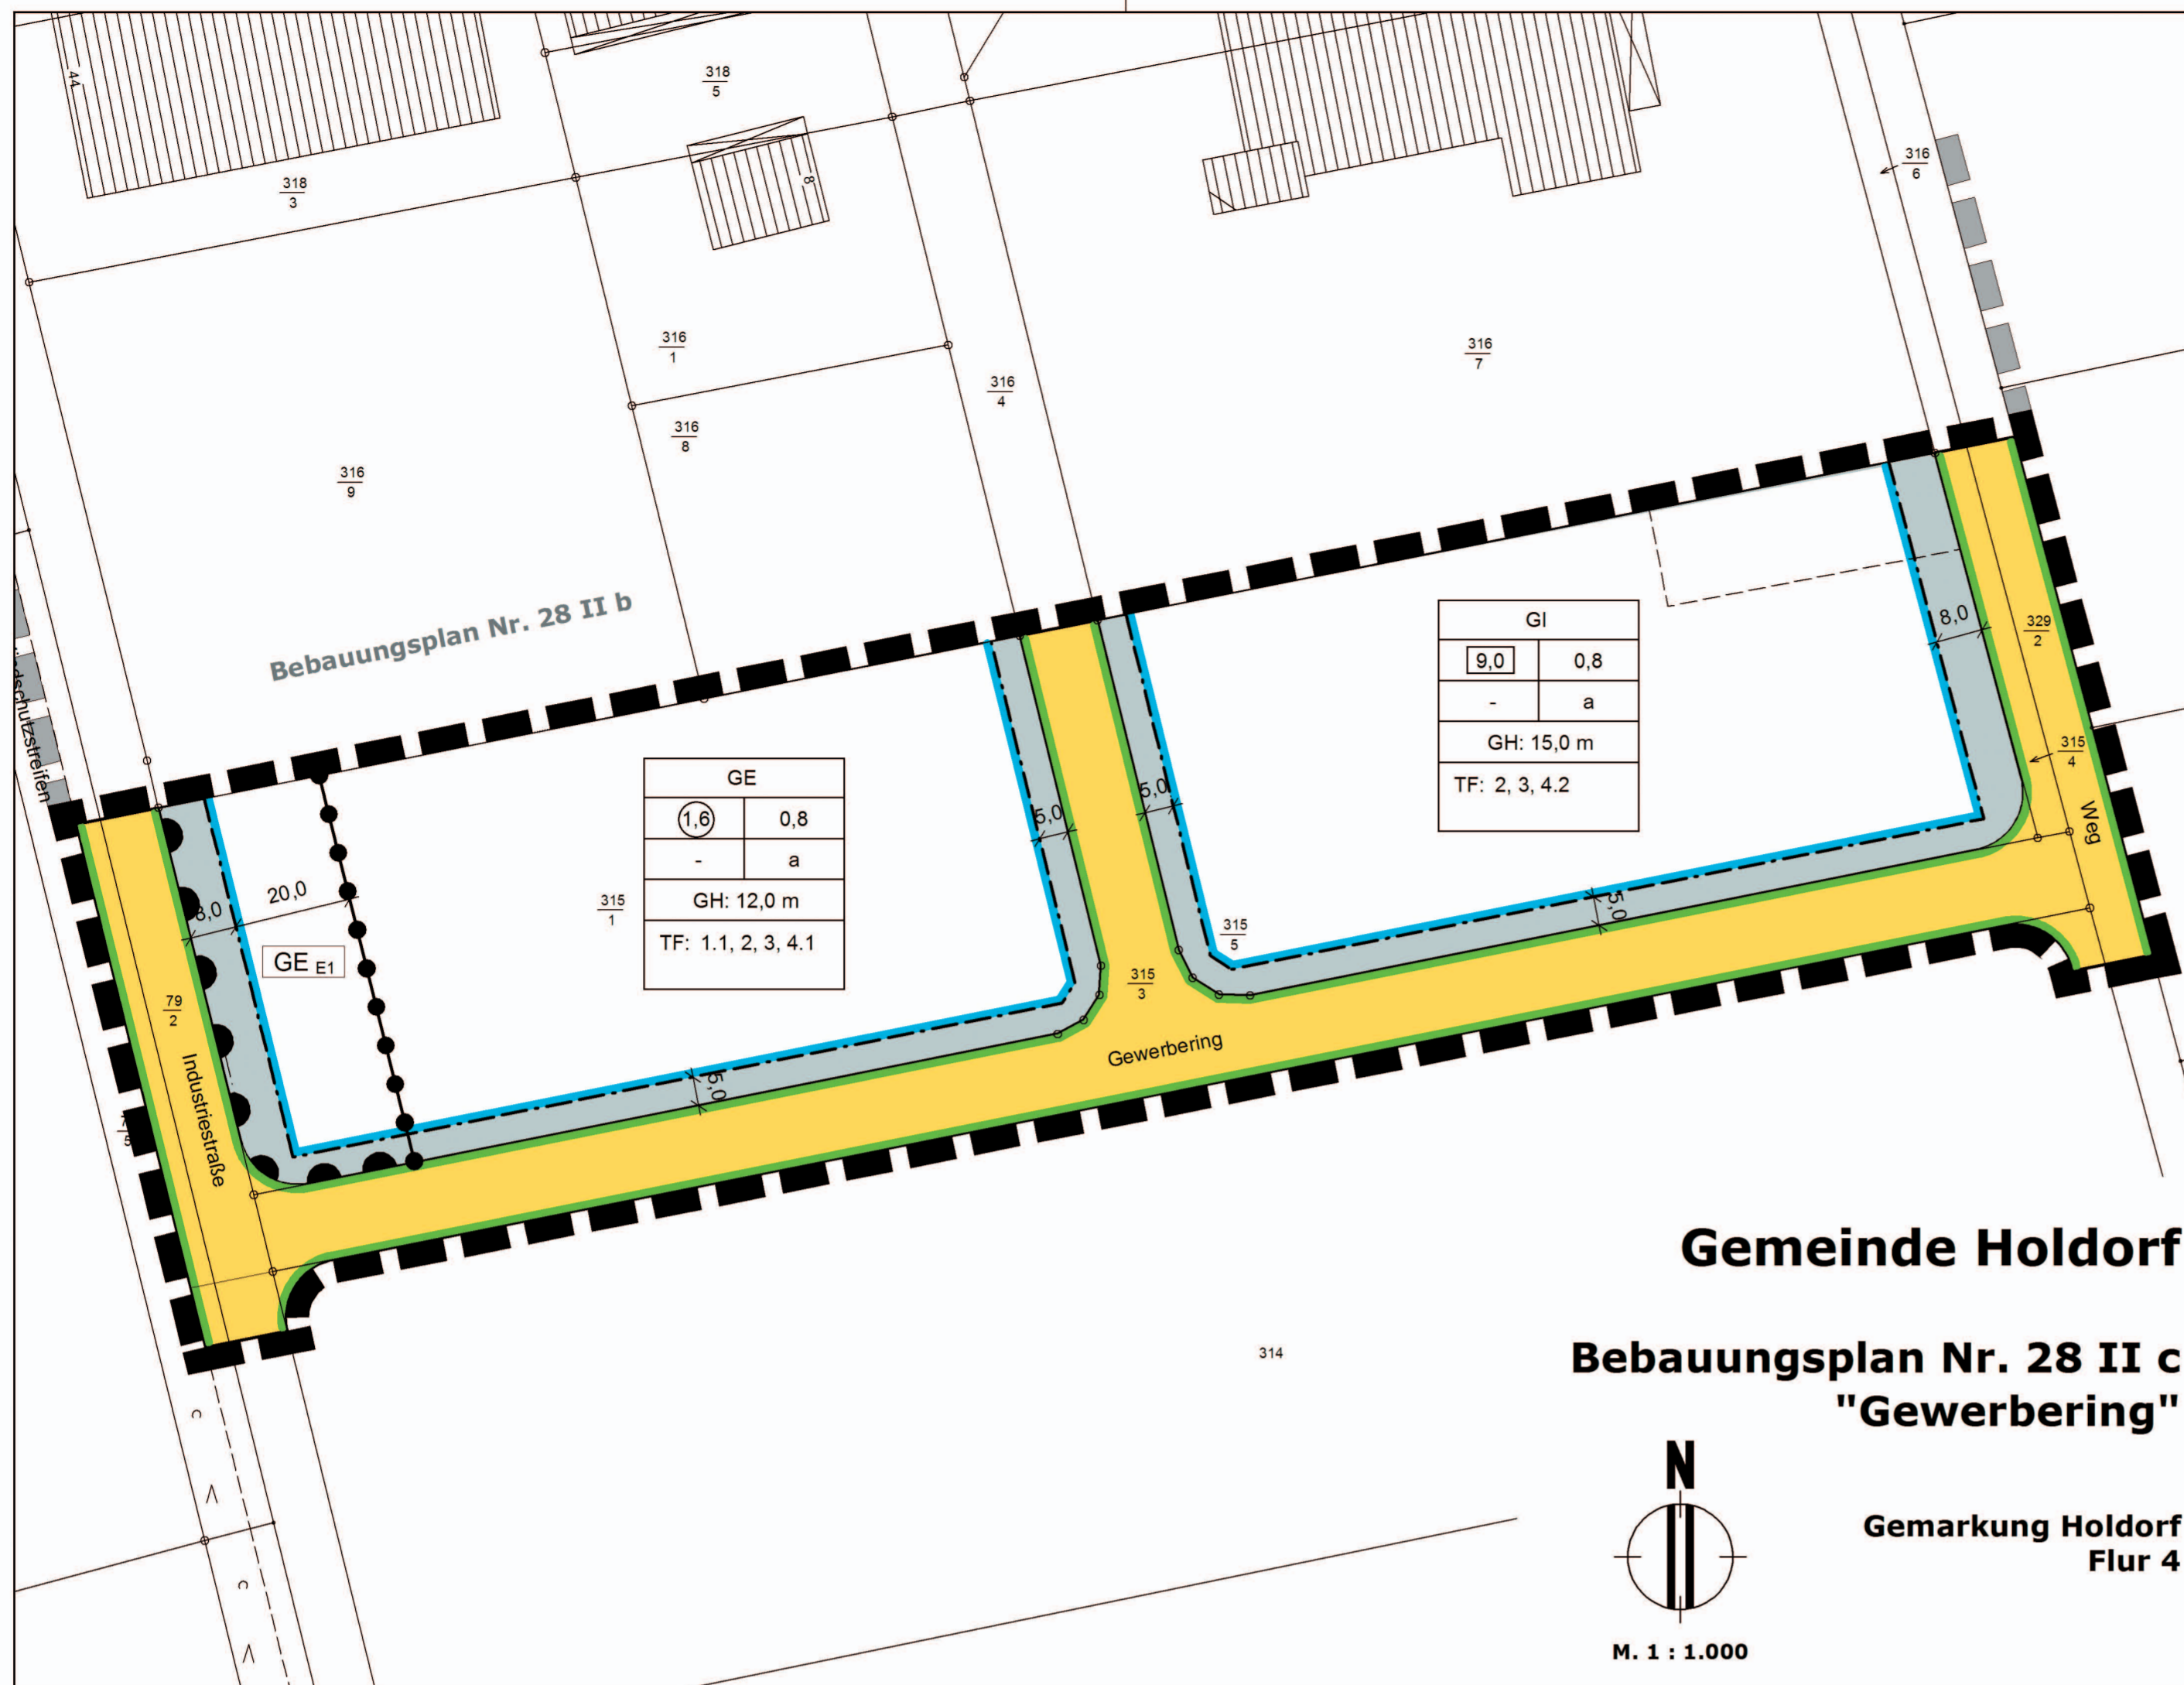 44
318
5
8
318
3
316
6
316
1
316
7
316
4
316
8
316
9
Bebauungsplan Nr. 28 II b
GI
9,0 0,8
- a
GH: 15,0 m
TF: 2, 3, 4.2
8,0
329
2
315
4
Weg
GE
1,6 0,8
- a
GH: 12,0 m
TF: 1.1, 2, 3, 4.1
5,0
5,0
20,0
8,0
GE E1
315
1
315
5
5,0
315
3
79
2
Industriestraße
Gewerbering
5,0
314
Gemeinde Holdorf
Bebauungsplan Nr. 28 II c
"Gewerbering"
N
Gemarkung Holdorf
Flur 4
M. 1 : 1.000